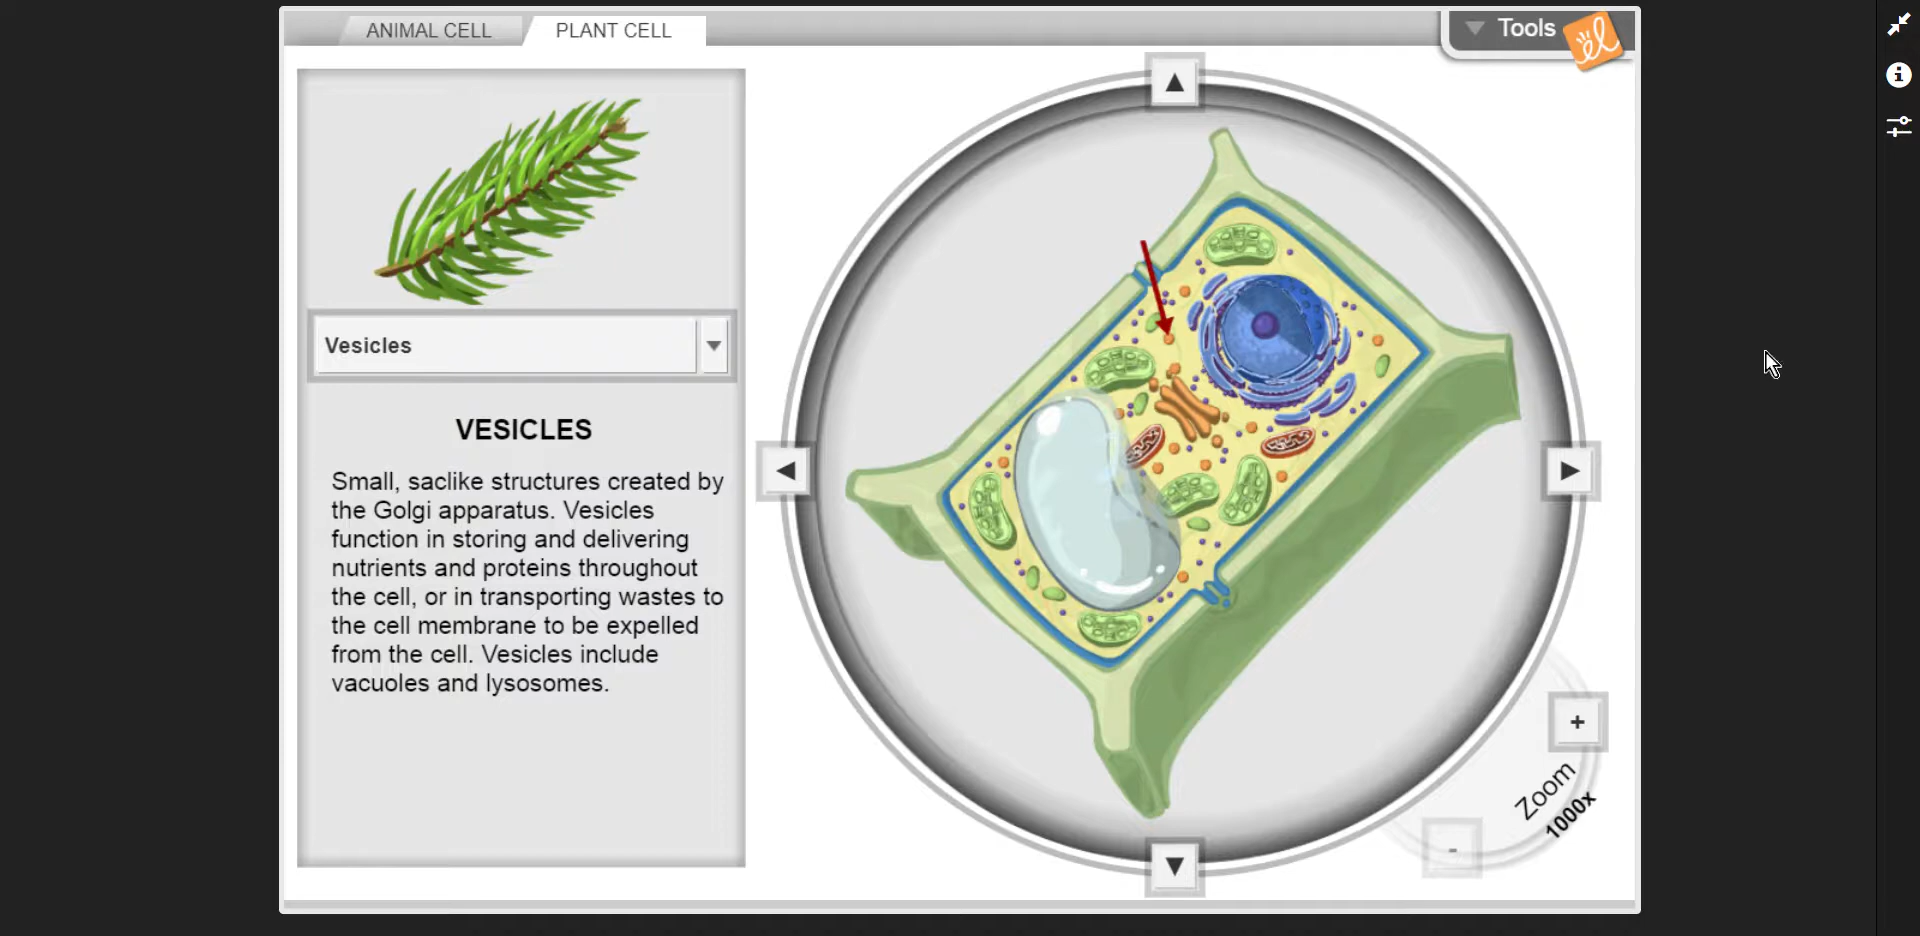 ANIMAL CELL
PLANT CELL
Tools
Vesicles
VESICLES
Small, saclike structures created by
the Golgi apparatus. Vesicles
function in storing and delivering
nutrients and proteins throughout
the cell, or in transporting wastes to
the cell membrane to be expelled
from the cell. Vesicles include
vacuoles and lysosomes.
+
Zoom
1000x
-